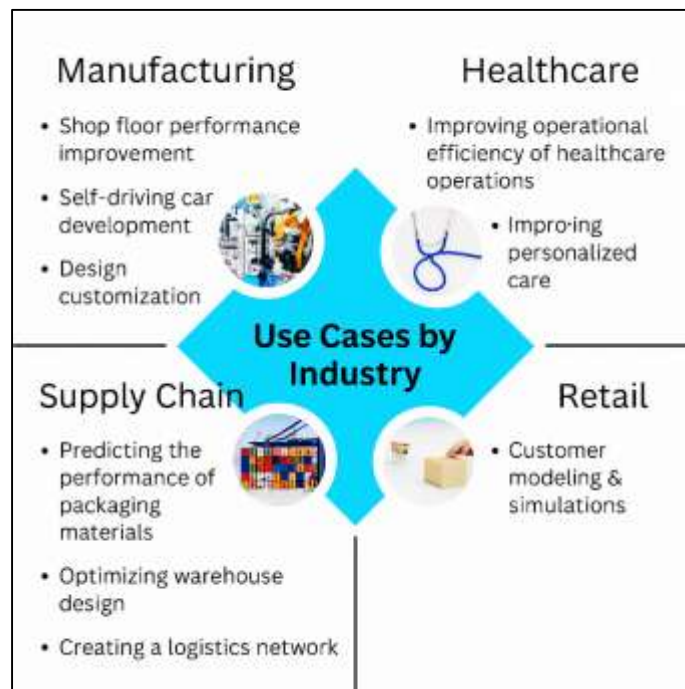 Manufacturing
• Shop floor performance
improvement
• Self-driving car
development
• Design
customization
Healthcare
• Improving operational
efficiency of healthcare
operations
• Impro·ing
personalized
care
Use Cases by
Industry
Supply Chain
• Predicting the
performance of
packaging
materials
• Optimizing warehouse
design
• Creating a logistics network
Retail
• Customer
modeling &
simulations